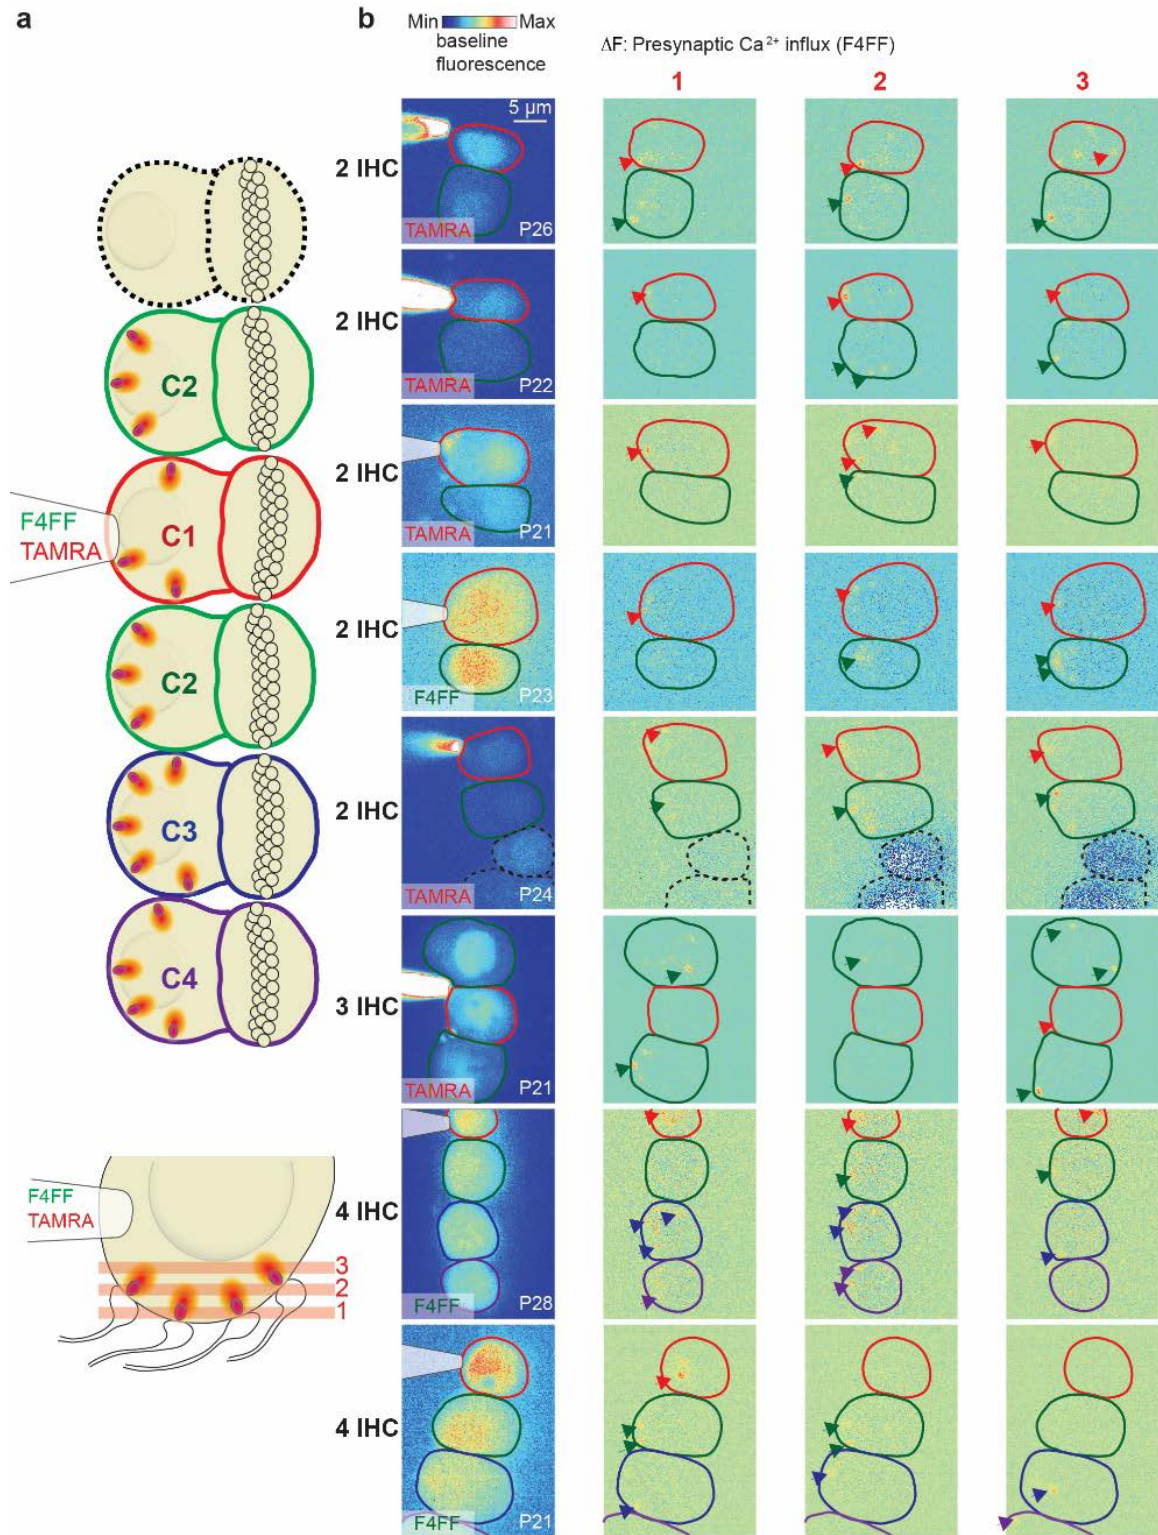 a
b
Min Max
baseline
fluorescence
ΔF: Presynaptic Ca²⁺ influx (F4FF)
1 2 3
5 µm
2 IHC
TAMRA P26
2 IHC
TAMRA P22
2 IHC
TAMRA P21
2 IHC
F4FF P23
2 IHC
TAMRA P24
3 IHC
TAMRA P21
4 IHC
F4FF P28
4 IHC
F4FF P21
C2
F4FF
TAMRA
C1
C2
C3
C4
F4FF
TAMRA
3
2
1